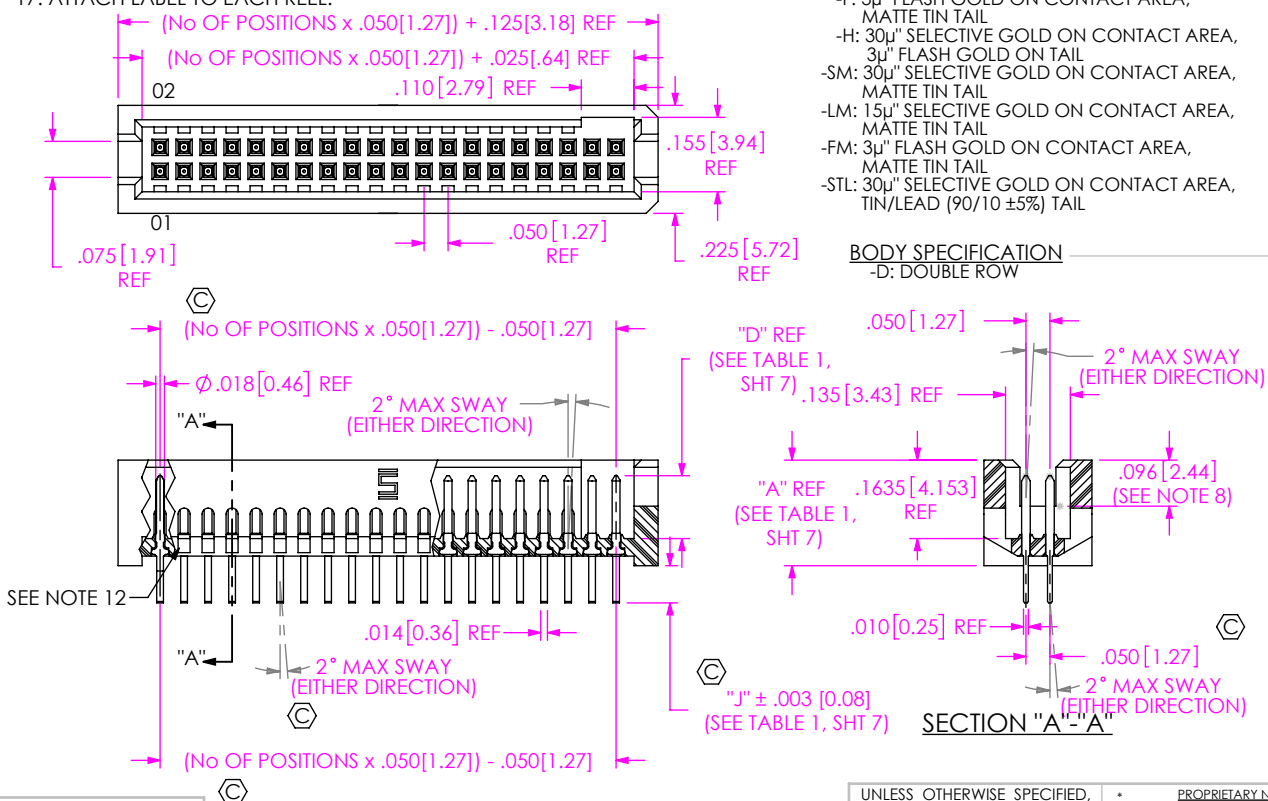 17. ATTACH LABEL TO EACH REEL.
(No OF POSITIONS x .050[1.27]) + .125[3.18] REF
(No OF POSITIONS x .050[1.27]) + .025[.64] REF
.110[2.79] REF
02
01
.155[3.94]
REF
.050[1.27]
REF
.075[1.91]
REF
.225[5.72]
REF
MATTE TIN TAIL
-H: 30µ" SELECTIVE GOLD ON CONTACT AREA,
3µ" FLASH GOLD ON TAIL
-SM: 30µ" SELECTIVE GOLD ON CONTACT AREA,
MATTE TIN TAIL
-LM: 15µ" SELECTIVE GOLD ON CONTACT AREA,
MATTE TIN TAIL
-FM: 3µ" FLASH GOLD ON CONTACT AREA,
MATTE TIN TAIL
-STL: 30µ" SELECTIVE GOLD ON CONTACT AREA,
TIN/LEAD (90/10 ±5%) TAIL
BODY SPECIFICATION
-D: DOUBLE ROW
C
(No OF POSITIONS x .050[1.27]) - .050[1.27]
Ø.018[0.46] REF
"A"
2° MAX SWAY
(EITHER DIRECTION)
"D" REF
(SEE TABLE 1,
SHT 7)
"A" REF
(SEE TABLE 1,
SHT 7)
SEE NOTE 12
.014[0.36] REF
"A"
2° MAX SWAY
(EITHER DIRECTION)
C
C
"J" ± .003 [0.08]
(SEE TABLE 1, SHT 7)
(No OF POSITIONS x .050[1.27]) - .050[1.27]
C
.050[1.27]
2° MAX SWAY
(EITHER DIRECTION)
.135[3.43] REF
.1635[4.153]
REF
.096[2.44]
(SEE NOTE 8)
*
.010[0.25] REF
C
.050[1.27]
2° MAX SWAY
(EITHER DIRECTION)
SECTION "A"-"A"
UNLESS OTHERWISE SPECIFIED,
* PROPRIETARY N